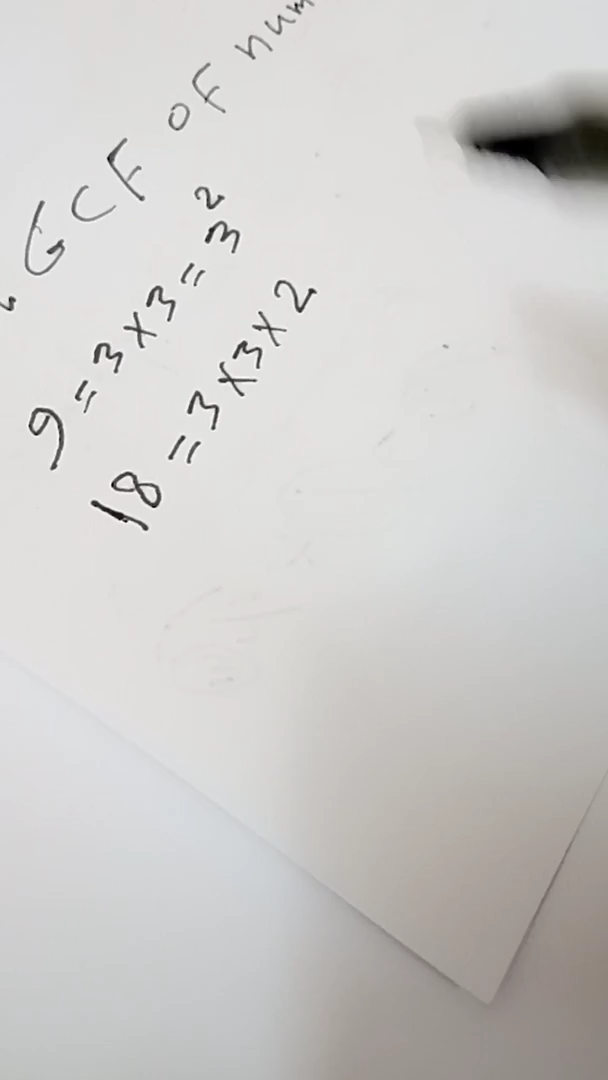 GCF OF num
9 = 3 x 3 = 3²
18 = 3 x 3 x 2